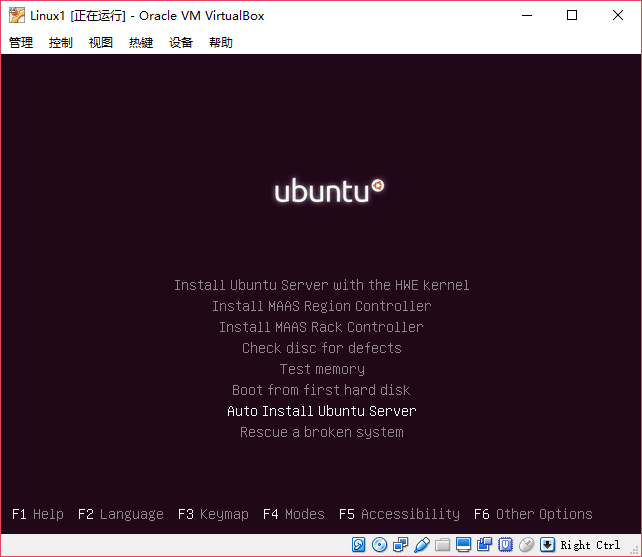 Linux1 [正在运行] - Oracle VM VirtualBox
管理 控制 视图 热键 设备 帮助
ubuntu
Install Ubuntu Server with the HWE kernel
Install MAAS Region Controller
Install MAAS Rack Controller
Check disc for defects
Test memory
Boot from first hard disk
Auto Install Ubuntu Server
Rescue a broken system
F1 Help F2 Language F3 Keymap F4 Modes F5 Accessibility F6 Other Options
Right Ctrl